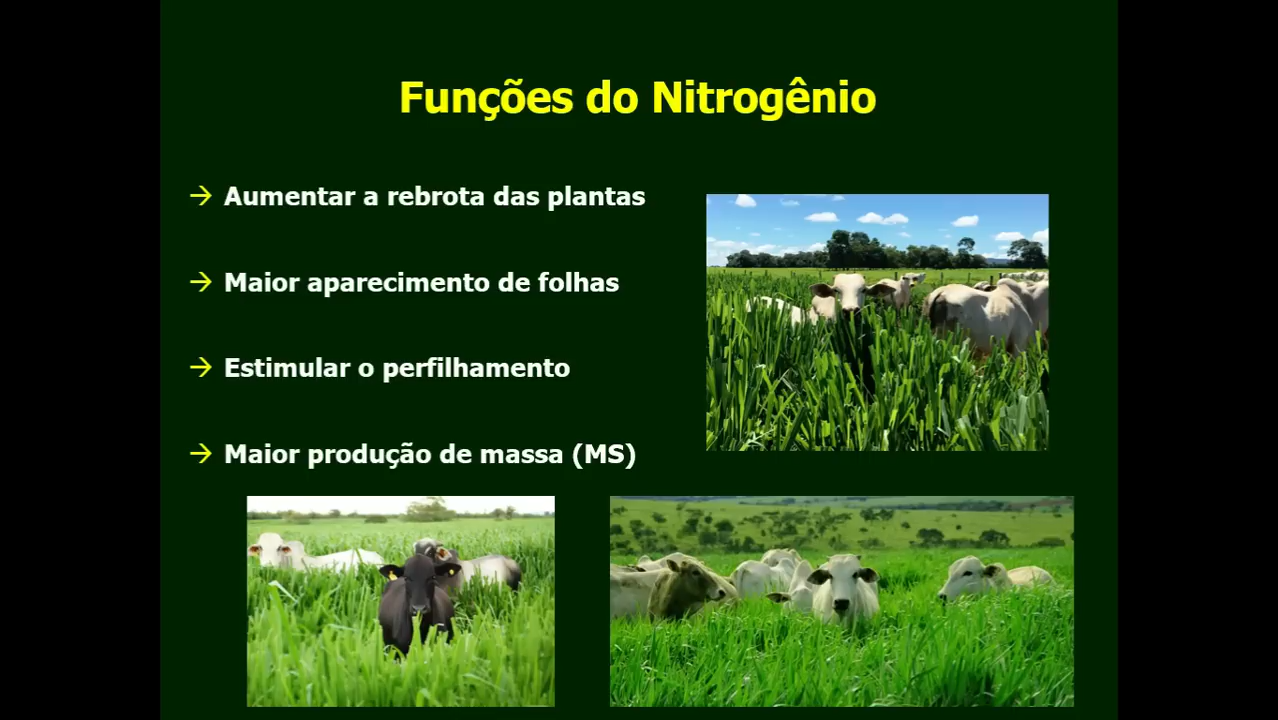 Funções do Nitrogênio
→ Aumentar a rebrota das plantas
→ Maior aparecimento de folhas
→ Estimular o perfilhamento
→ Maior produção de massa (MS)